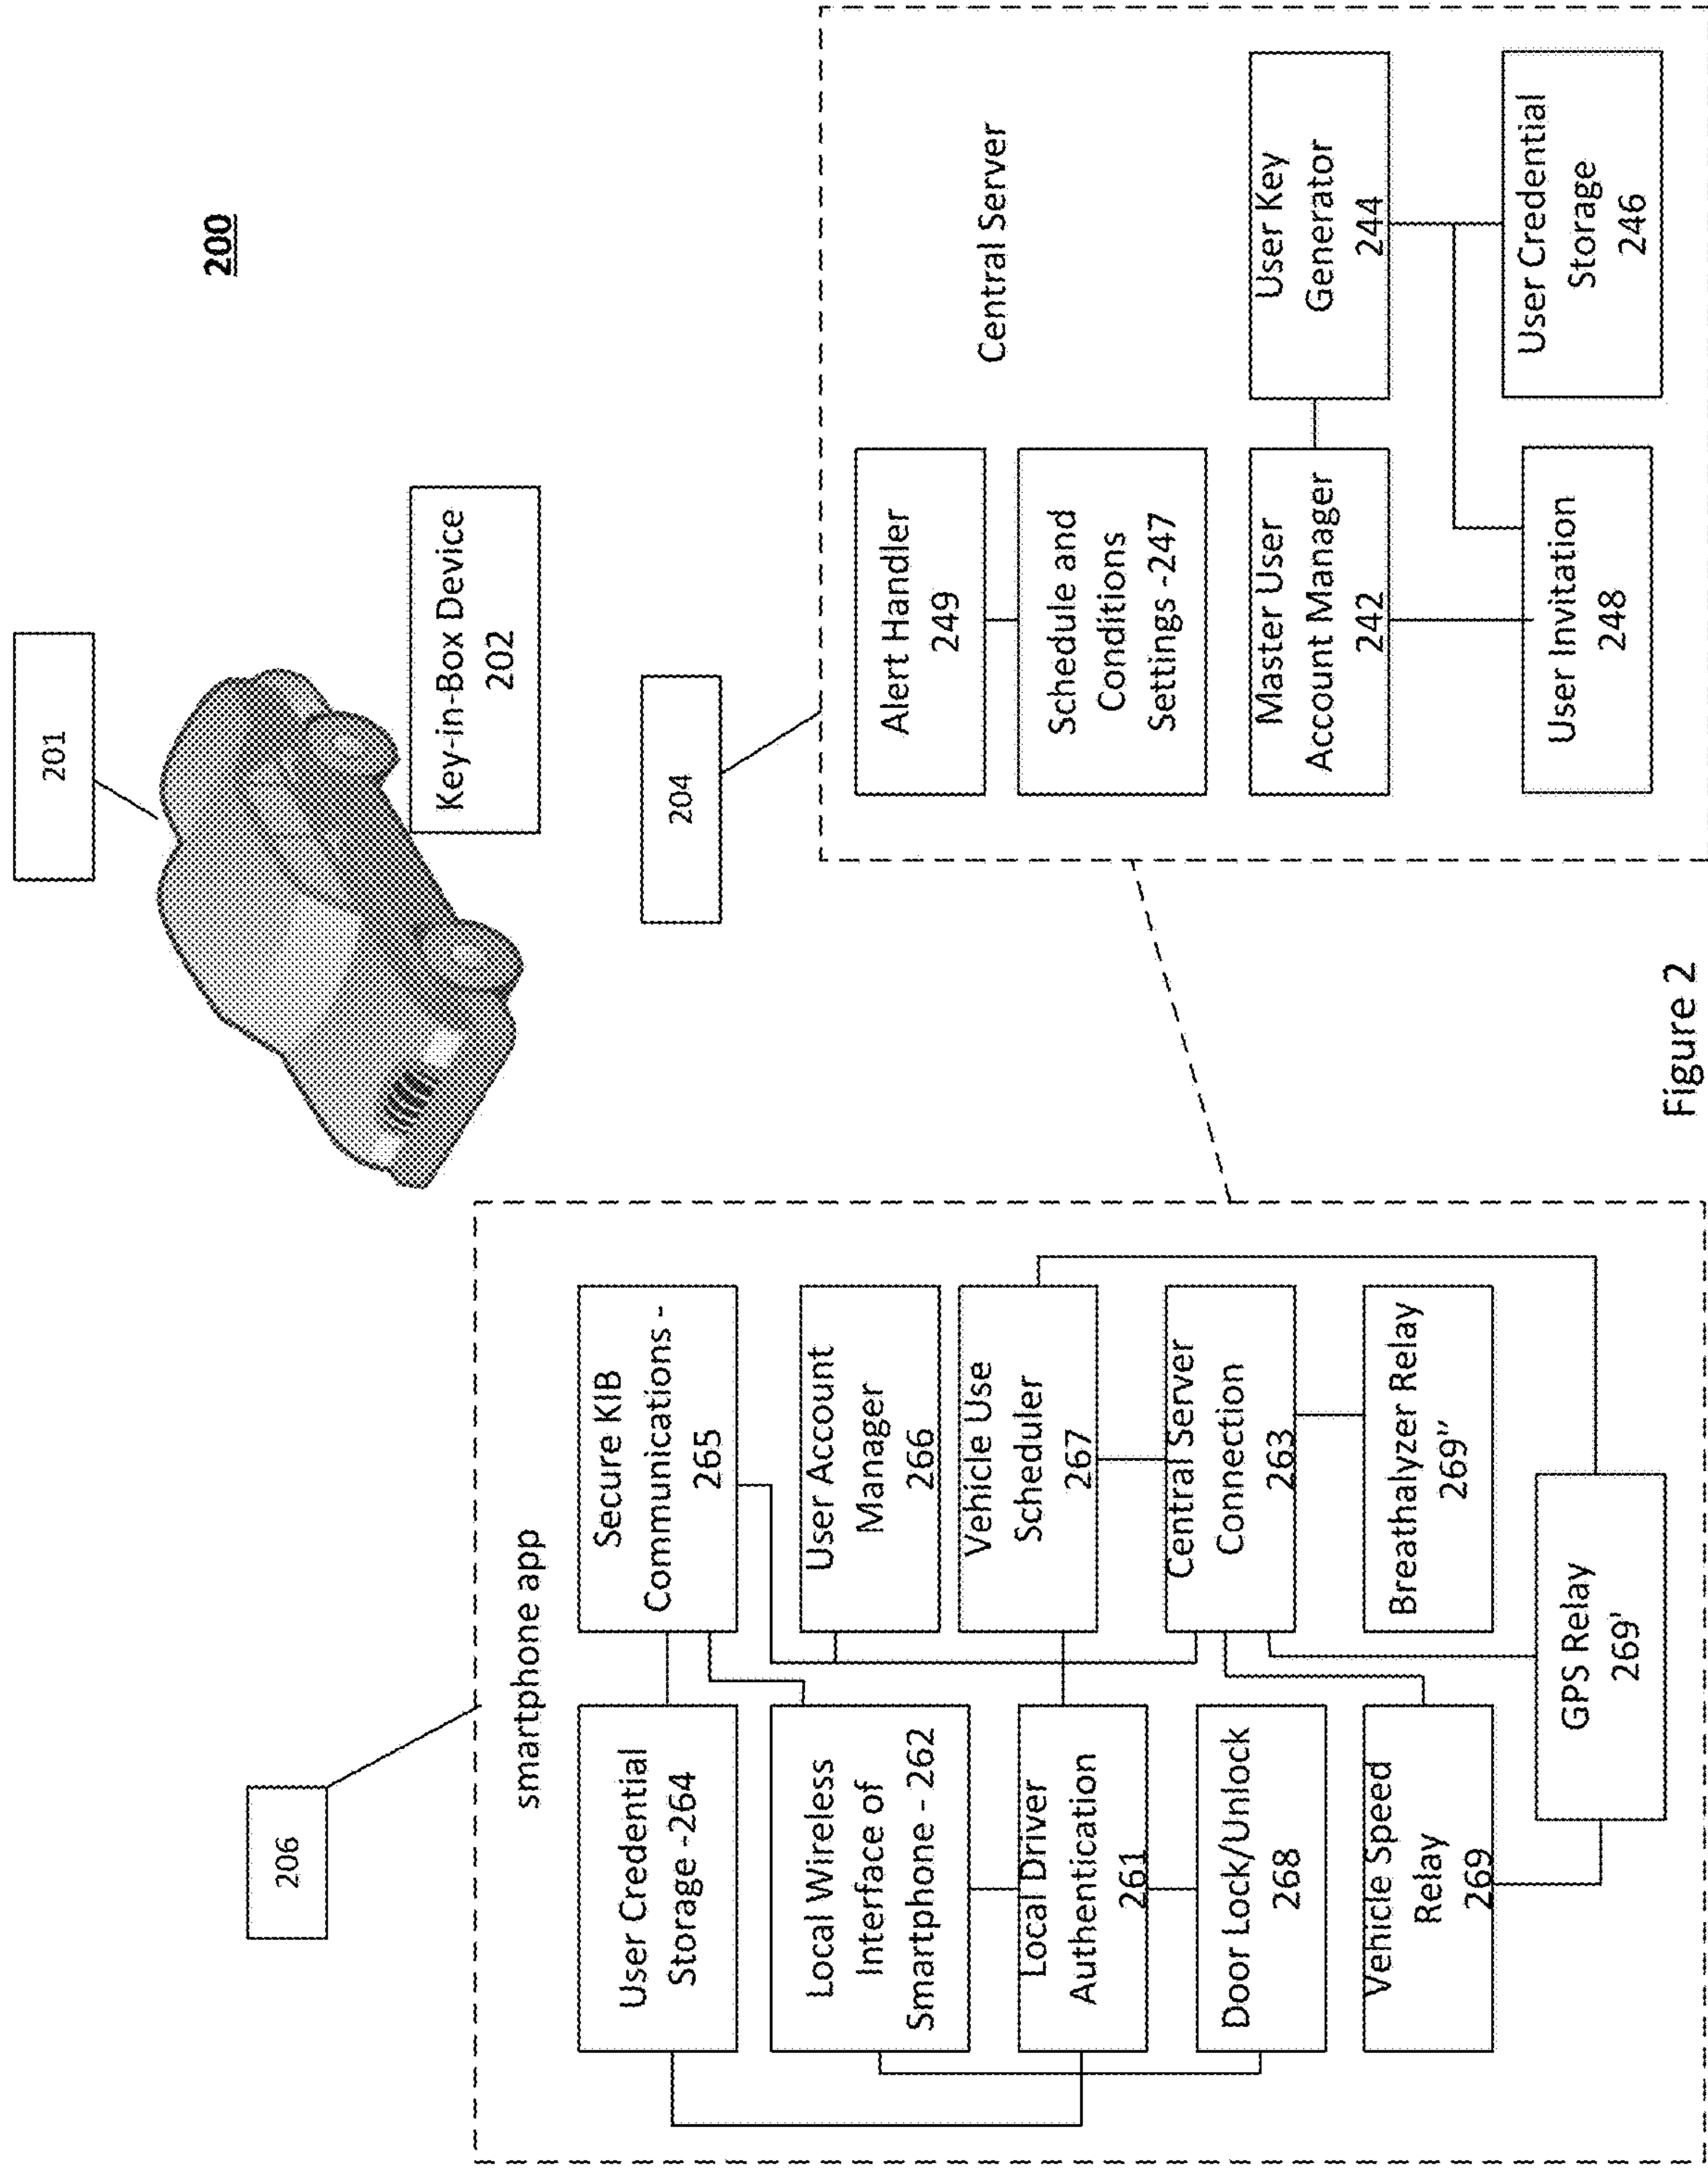 200
201
Key-in-Box Device
202
206
smartphone app
User Credential
Storage -264
Secure KIB
Communications -
265
Local Wireless
Interface of
Smartphone - 262
User Account
Manager
266
Local Driver
Authentication
261
Vehicle Use
Scheduler
267
Door Lock/Unlock
268
Central Server
Connection
263
Vehicle Speed
Relay
269
Breathalyzer Relay
269''
GPS Relay
269'
204
Central Server
Alert Handler
249
Schedule and
Conditions
Settings -247
Master User
Account Manager
242
User Key
Generator
244
User Invitation
248
User Credential
Storage
246
Figure 2